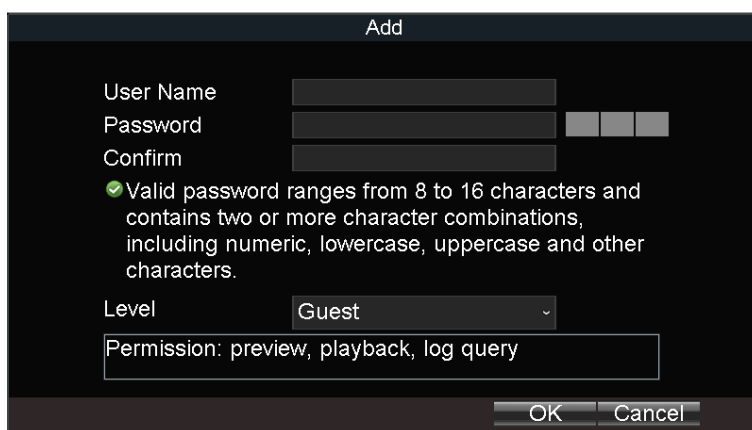 Add
User Name
Password
Confirm
Valid password ranges from 8 to 16 characters and
contains two or more character combinations,
including numeric, lowercase, uppercase and other
characters.
Level Guest
Permission: preview, playback, log query
OK Cancel